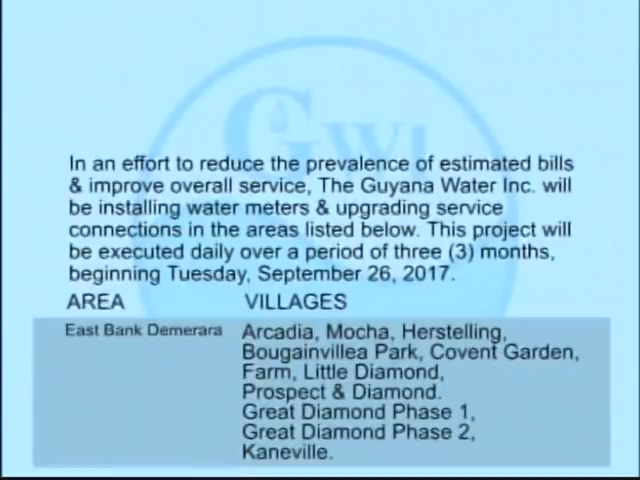 GWI
In an effort to reduce the prevalence of estimated bills
& improve overall service, The Guyana Water Inc. will
be installing water meters & upgrading service
connections in the areas listed below. This project will
be executed daily over a period of three (3) months,
beginning Tuesday, September 26, 2017.
AREA VILLAGES
East Bank Demerara Arcadia, Mocha, Herstelling,
Bougainvillea Park, Covent Garden,
Farm, Little Diamond,
Prospect & Diamond.
Great Diamond Phase 1,
Great Diamond Phase 2,
Kaneville.